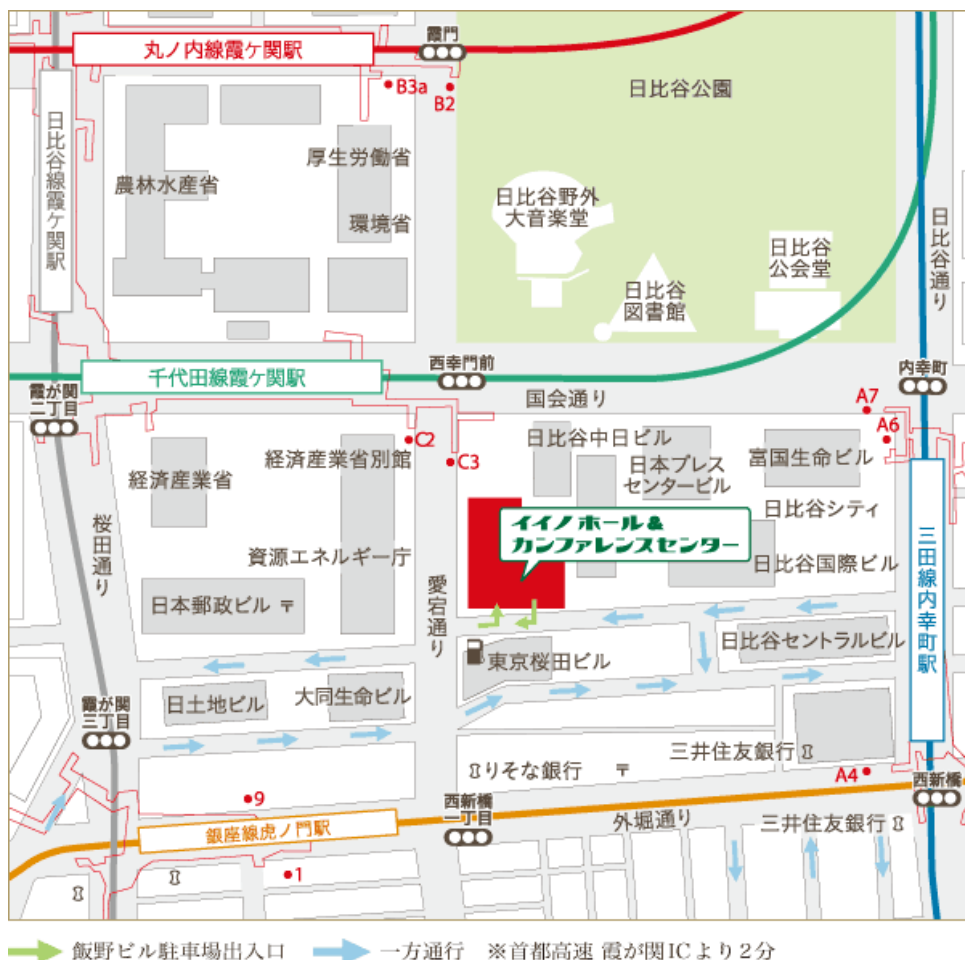 丸ノ内線霞ケ関駅
霞門
B3a
B2
日比谷公園
日比谷線霞ケ関駅
厚生労働省
農林水産省
環境省
日比谷野外
大音楽堂
日比谷
公会堂
日比谷
図書館
日比谷通り
千代田線霞ケ関駅
西幸門前
内幸町
霞が関
二丁目
国会通り
A7
A6
C2
C3
経済産業省
経済産業省別館
日比谷中日ビル
日本プレス
センタービル
富国生命ビル
日比谷シティ
イイノホール&
カンファレンスセンター
桜田通り
資源エネルギー庁
日比谷国際ビル
三田線内幸町駅
愛宕通り
日本郵政ビル 〒
東京桜田ビル
日比谷セントラルビル
日土地ビル
大同生命ビル
霞が関
三丁目
りそな銀行
〒
三井住友銀行
A4
西新橋
9
西新橋
一丁目
銀座線虎ノ門駅
外堀通り
三井住友銀行
1
飯野ビル駐車場出入口 一方通行 ※首都高速 霞が関ICより2分